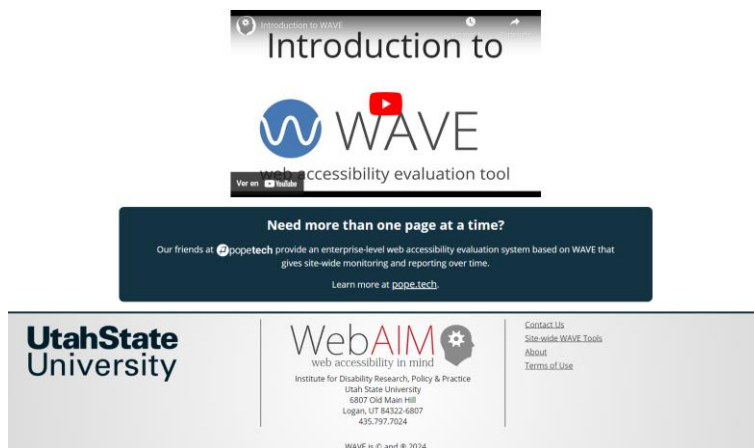 Introduction to WAVE
Introduction to
WAVE
web accessibility evaluation tool
Ver en YouTube
Need more than one page at a time?
Our friends at popetech provide an enterprise-level web accessibility evaluation system based on WAVE that
gives site-wide monitoring and reporting over time.
Learn more at pope.tech.
UtahState
University
WebAIM
web accessibility in mind
Institute for Disability Research, Policy & Practice
Utah State University
6807 Old Main Hill
Logan, UT 84322-6807
435.797.7024
Contact Us
Site-wide WAVE Tools
About
Terms of Use
WAVE is © and ® 2024